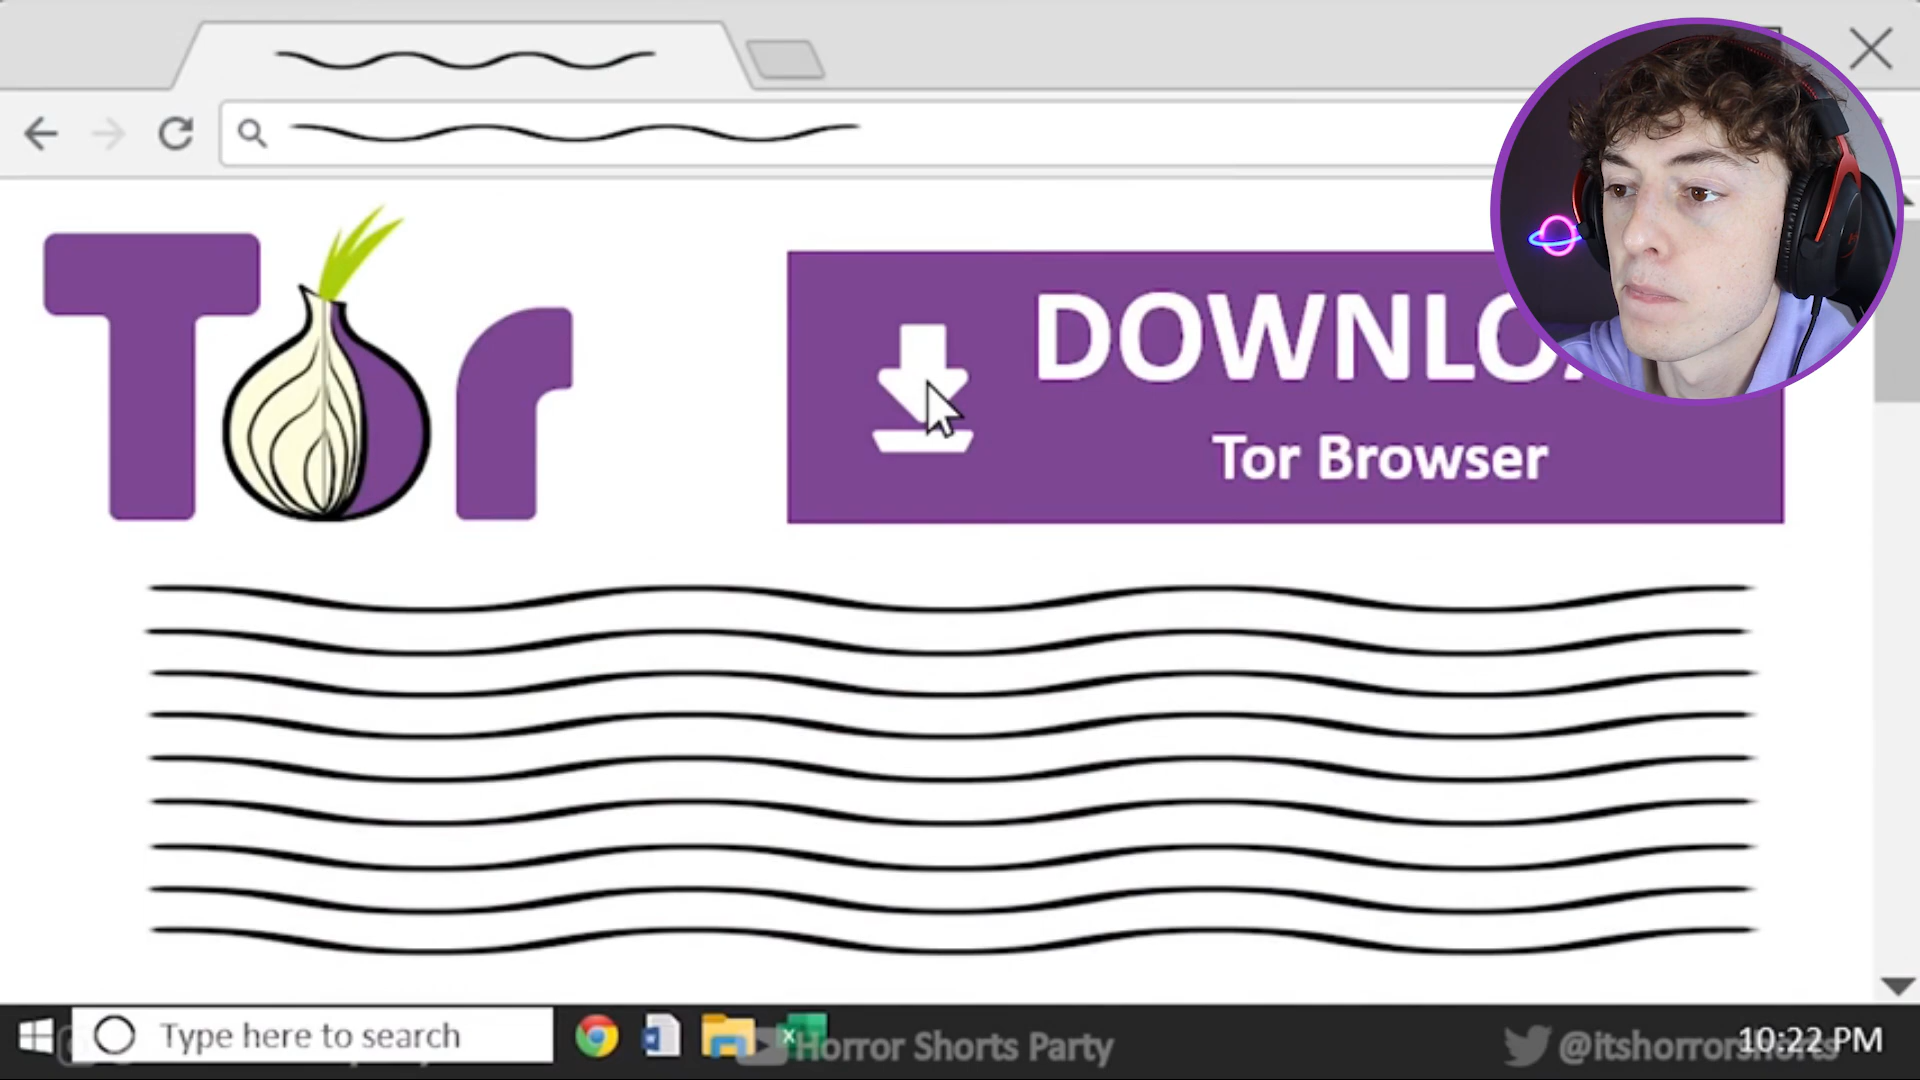 Tor
DOWNLO
Tor Browser
Type here to search
Horror Shorts Party
@itshorrorshorts
10:22 PM